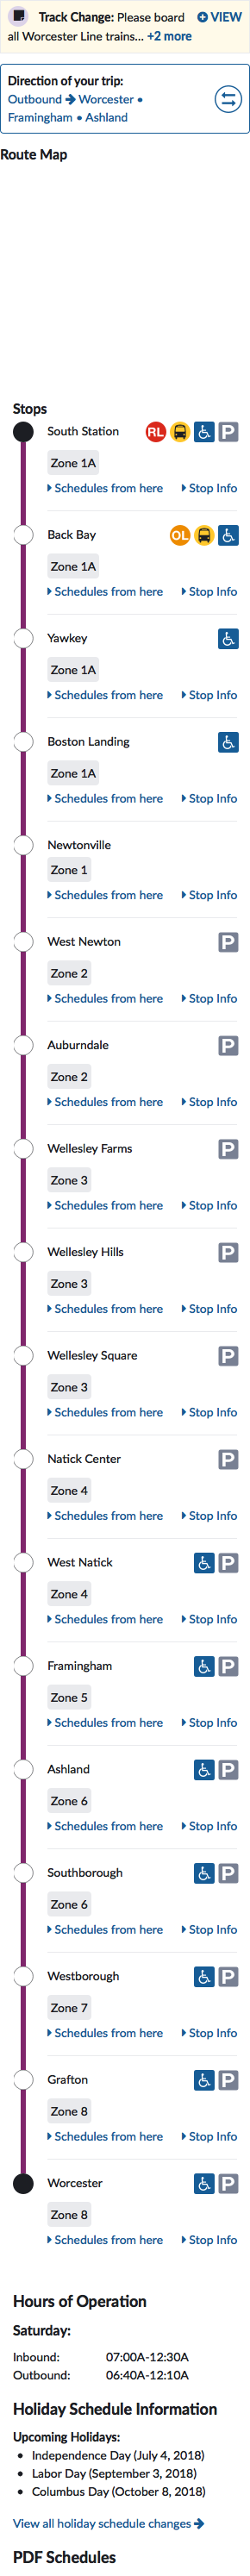 Track Change: Please board VIEW
all Worcester Line trains... +2 more
Direction of your trip:
Outbound → Worcester •
Framingham • Ashland
Route Map
Stops
South Station RL P
Zone 1A
Schedules from here Stop Info
Back Bay OL
Zone 1A
Schedules from here Stop Info
Yawkey
Zone 1A
Schedules from here Stop Info
Boston Landing
Zone 1A
Schedules from here Stop Info
Newtonville
Zone 1
Schedules from here Stop Info
West Newton P
Zone 2
Schedules from here Stop Info
Auburndale P
Zone 2
Schedules from here Stop Info
Wellesley Farms P
Zone 3
Schedules from here Stop Info
Wellesley Hills P
Zone 3
Schedules from here Stop Info
Wellesley Square P
Zone 3
Schedules from here Stop Info
Natick Center P
Zone 4
Schedules from here Stop Info
West Natick P
Zone 4
Schedules from here Stop Info
Framingham P
Zone 5
Schedules from here Stop Info
Ashland P
Zone 6
Schedules from here Stop Info
Southborough P
Zone 6
Schedules from here Stop Info
Westborough P
Zone 7
Schedules from here Stop Info
Grafton P
Zone 8
Schedules from here Stop Info
Worcester P
Zone 8
Schedules from here Stop Info
Hours of Operation
Saturday:
Inbound: 07:00A-12:30A
Outbound: 06:40A-12:10A
Holiday Schedule Information
Upcoming Holidays:
• Independence Day (July 4, 2018)
• Labor Day (September 3, 2018)
• Columbus Day (October 8, 2018)
View all holiday schedule changes →
PDF Schedules